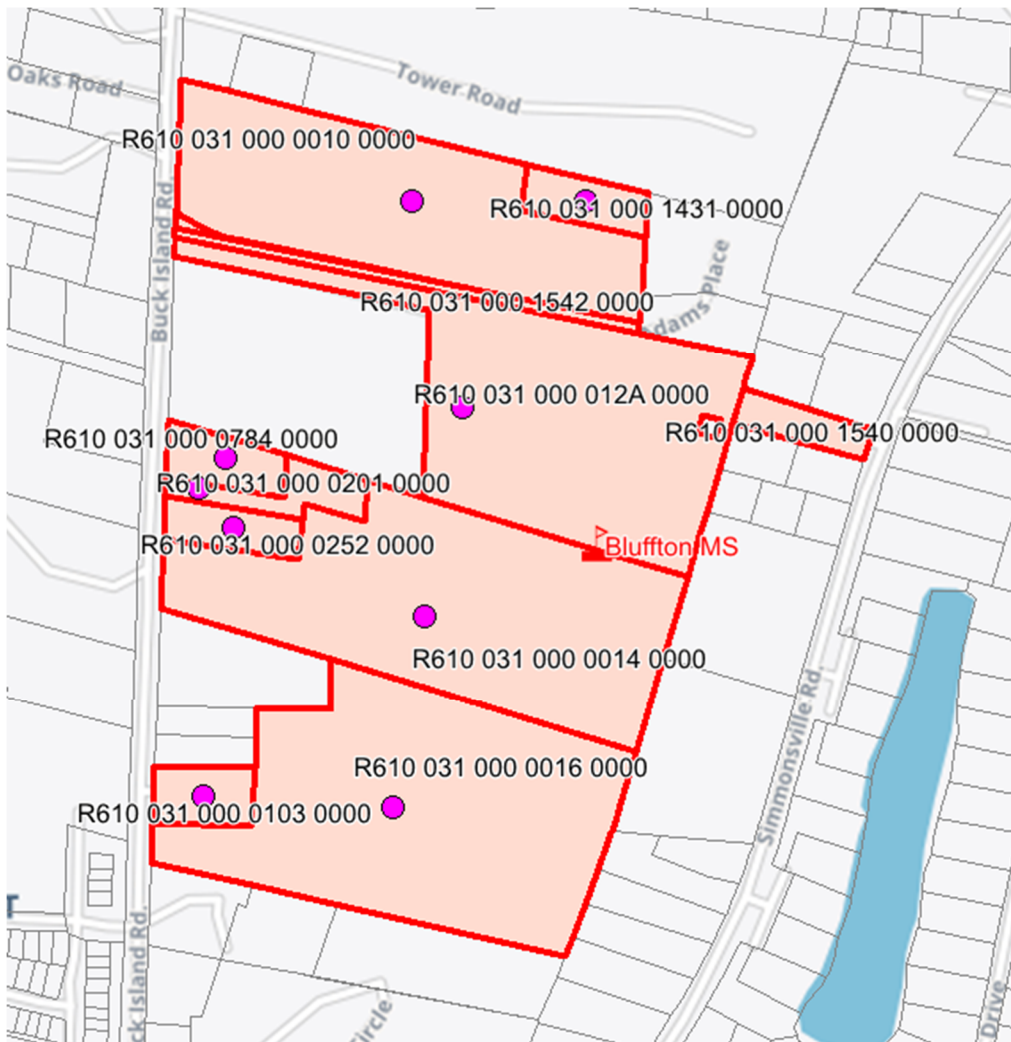 Oaks Road
Tower Road
R610 031 000 0010 0000
R610 031 000 1431 0000
Buck Island Rd.
Adams Place
R610 031 000 1542 0000
R610 031 000 012A 0000
R610 031 000 1540 0000
R610 031 000 0784 0000
R610 031 000 0201 0000
R610 031 000 0252 0000
Bluffton MS
R610 031 000 0014 0000
Simmonsville Rd.
R610 031 000 0016 0000
R610 031 000 0103 0000
T
ck Island Rd.
Circle
Drive